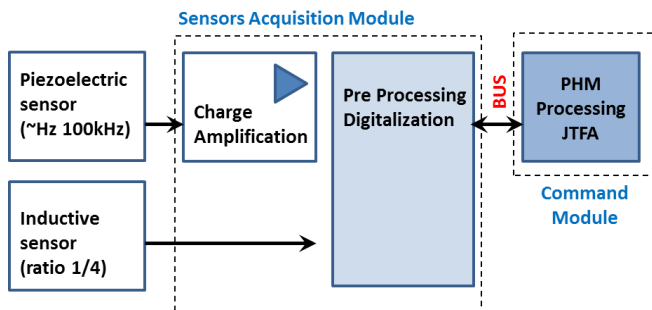 Sensors Acquisition Module
Piezoelectric
sensor
(~Hz 100kHz)
Charge
Amplification
Pre Processing
Digitalization
BUS
PHM
Processing
JTFA
Command
Module
Inductive
sensor
(ratio 1/4)